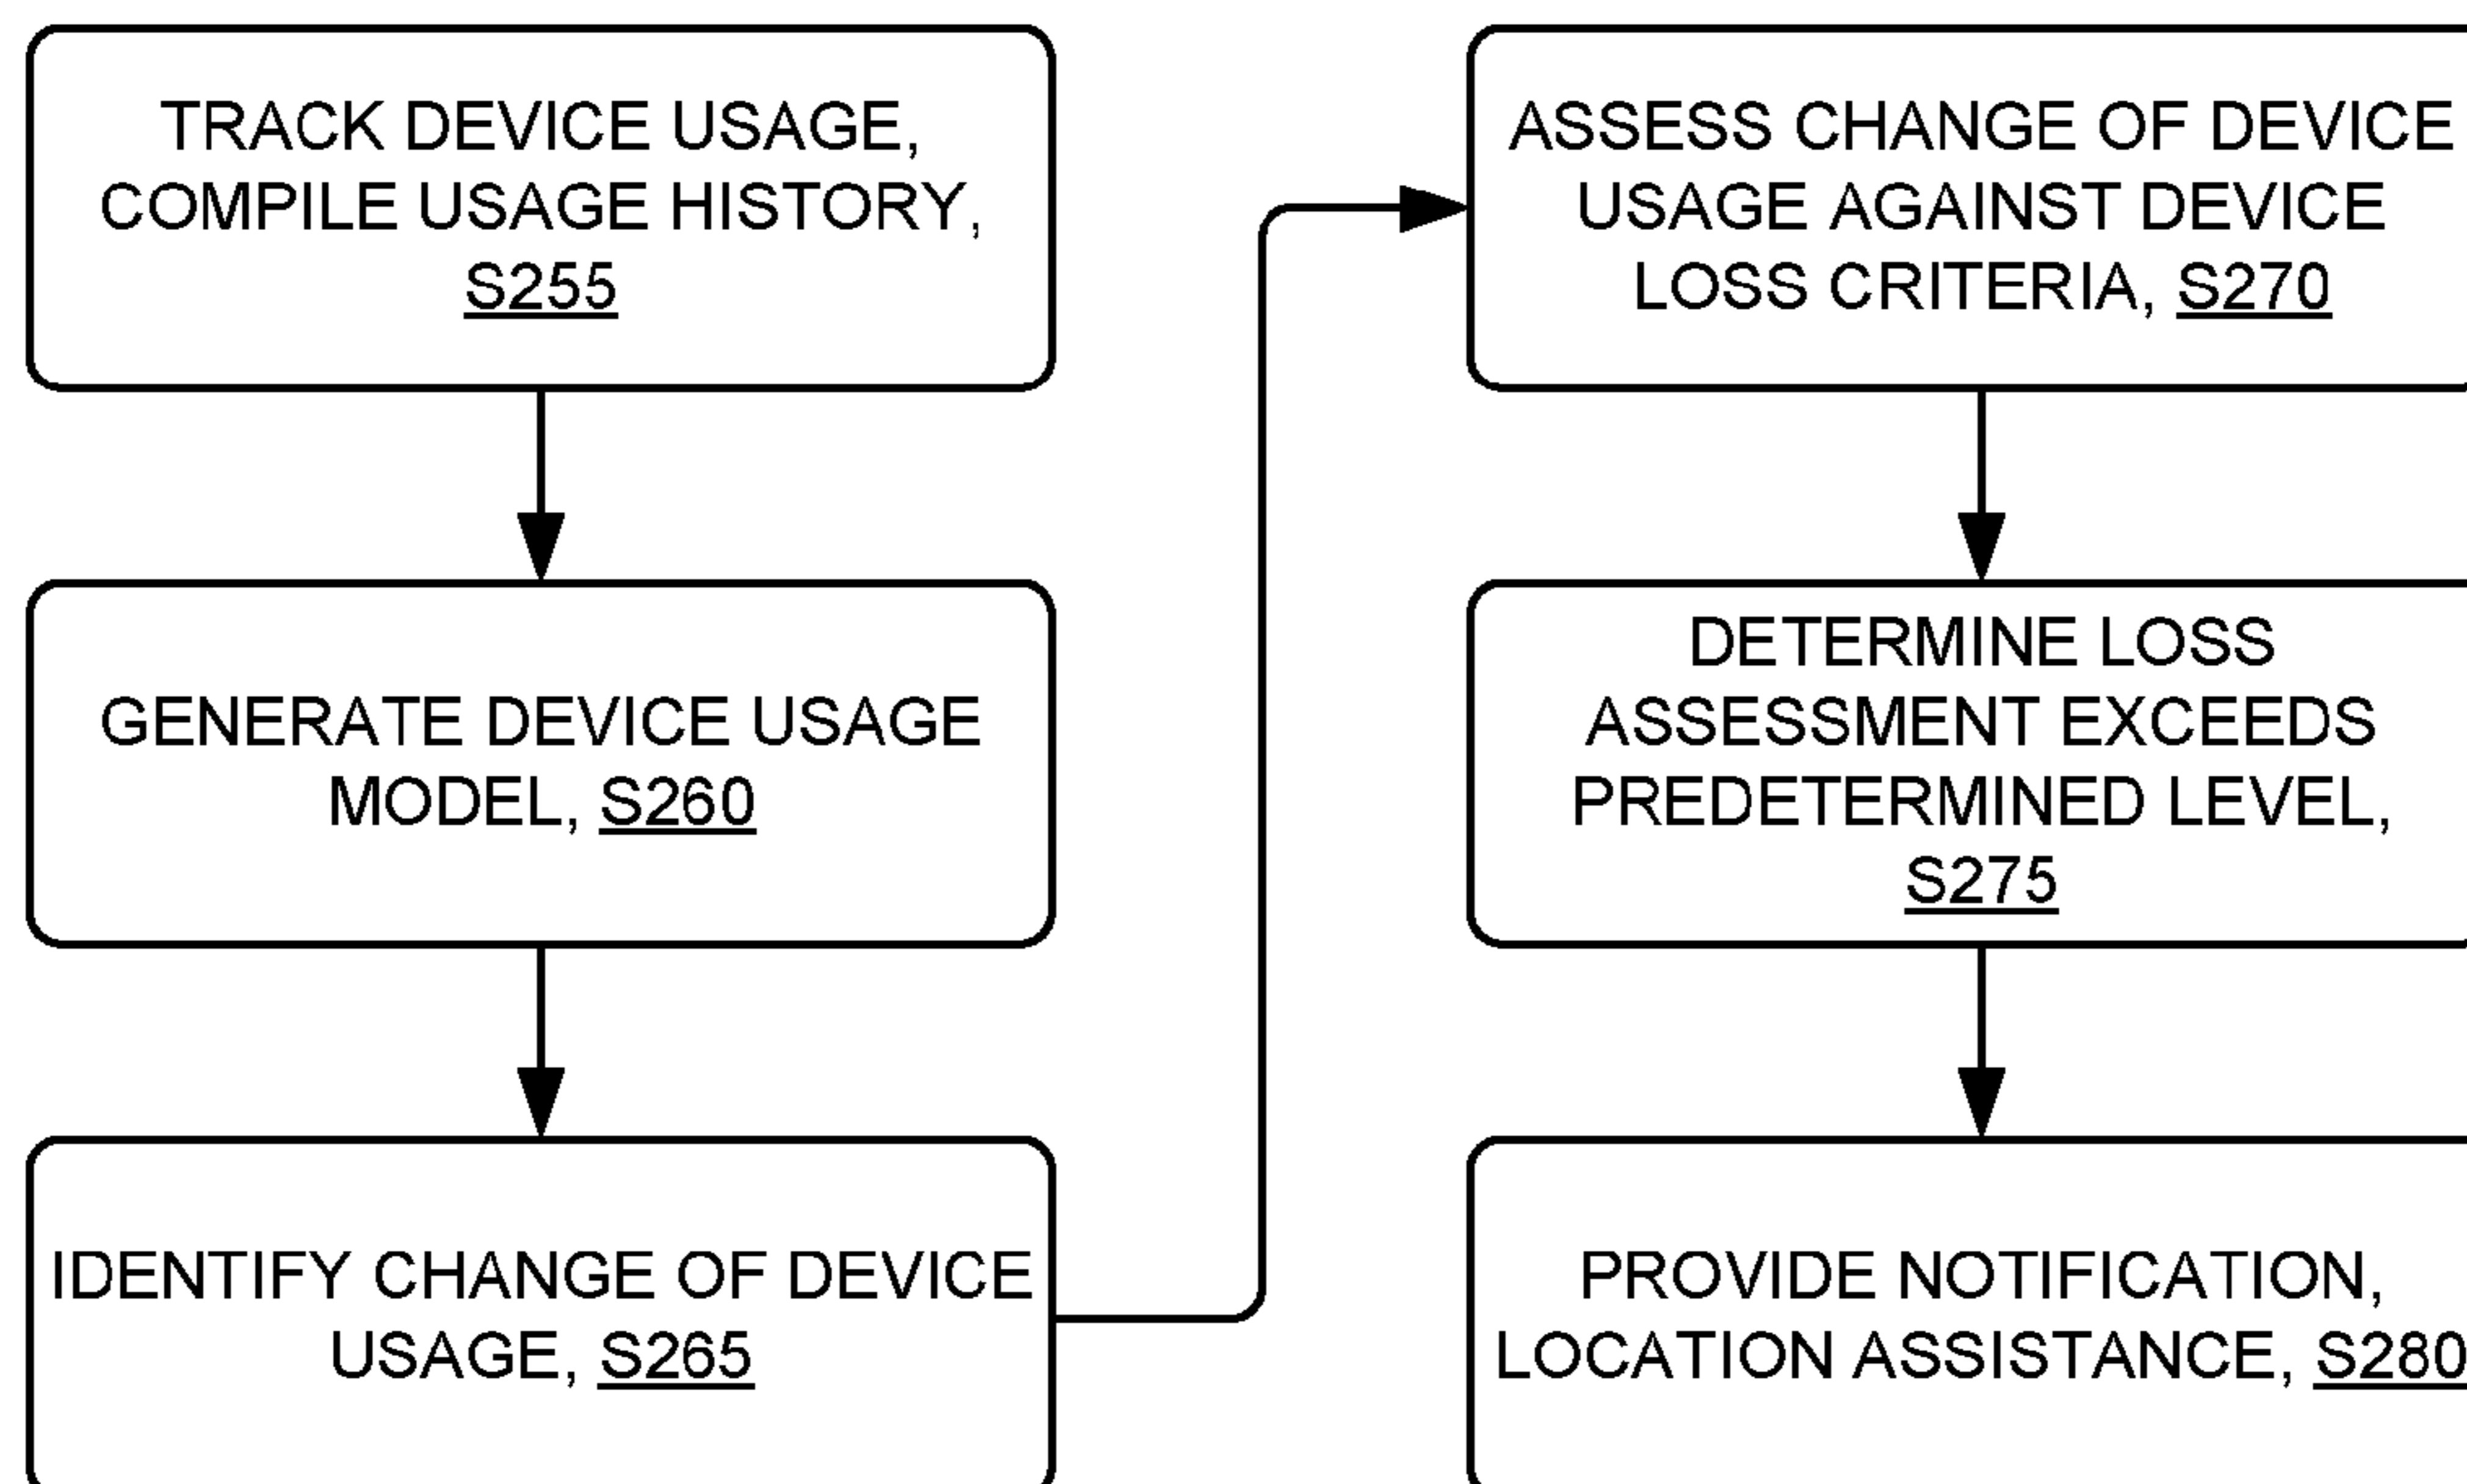 TRACK DEVICE USAGE,
COMPILE USAGE HISTORY,
S255
GENERATE DEVICE USAGE
MODEL, S260
IDENTIFY CHANGE OF DEVICE
USAGE, S265
ASSESS CHANGE OF DEVICE
USAGE AGAINST DEVICE
LOSS CRITERIA, S270
DETERMINE LOSS
ASSESSMENT EXCEEDS
PREDETERMINED LEVEL,
S275
PROVIDE NOTIFICATION,
LOCATION ASSISTANCE, S280